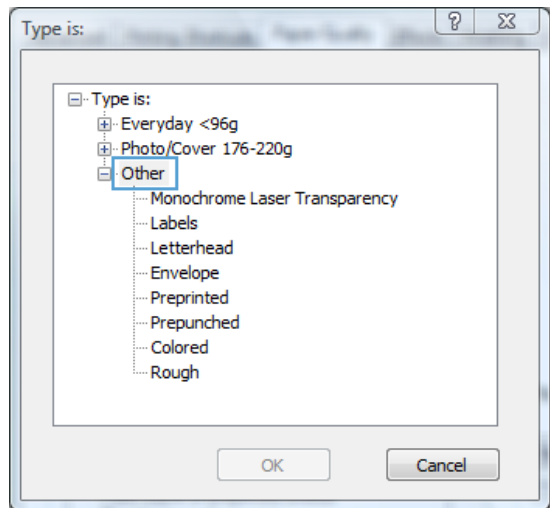 Type is:
Type is:
Everyday <96g
Photo/Cover 176-220g
Other
Monochrome Laser Transparency
Labels
Letterhead
Envelope
Preprinted
Prepunched
Colored
Rough
OK
Cancel